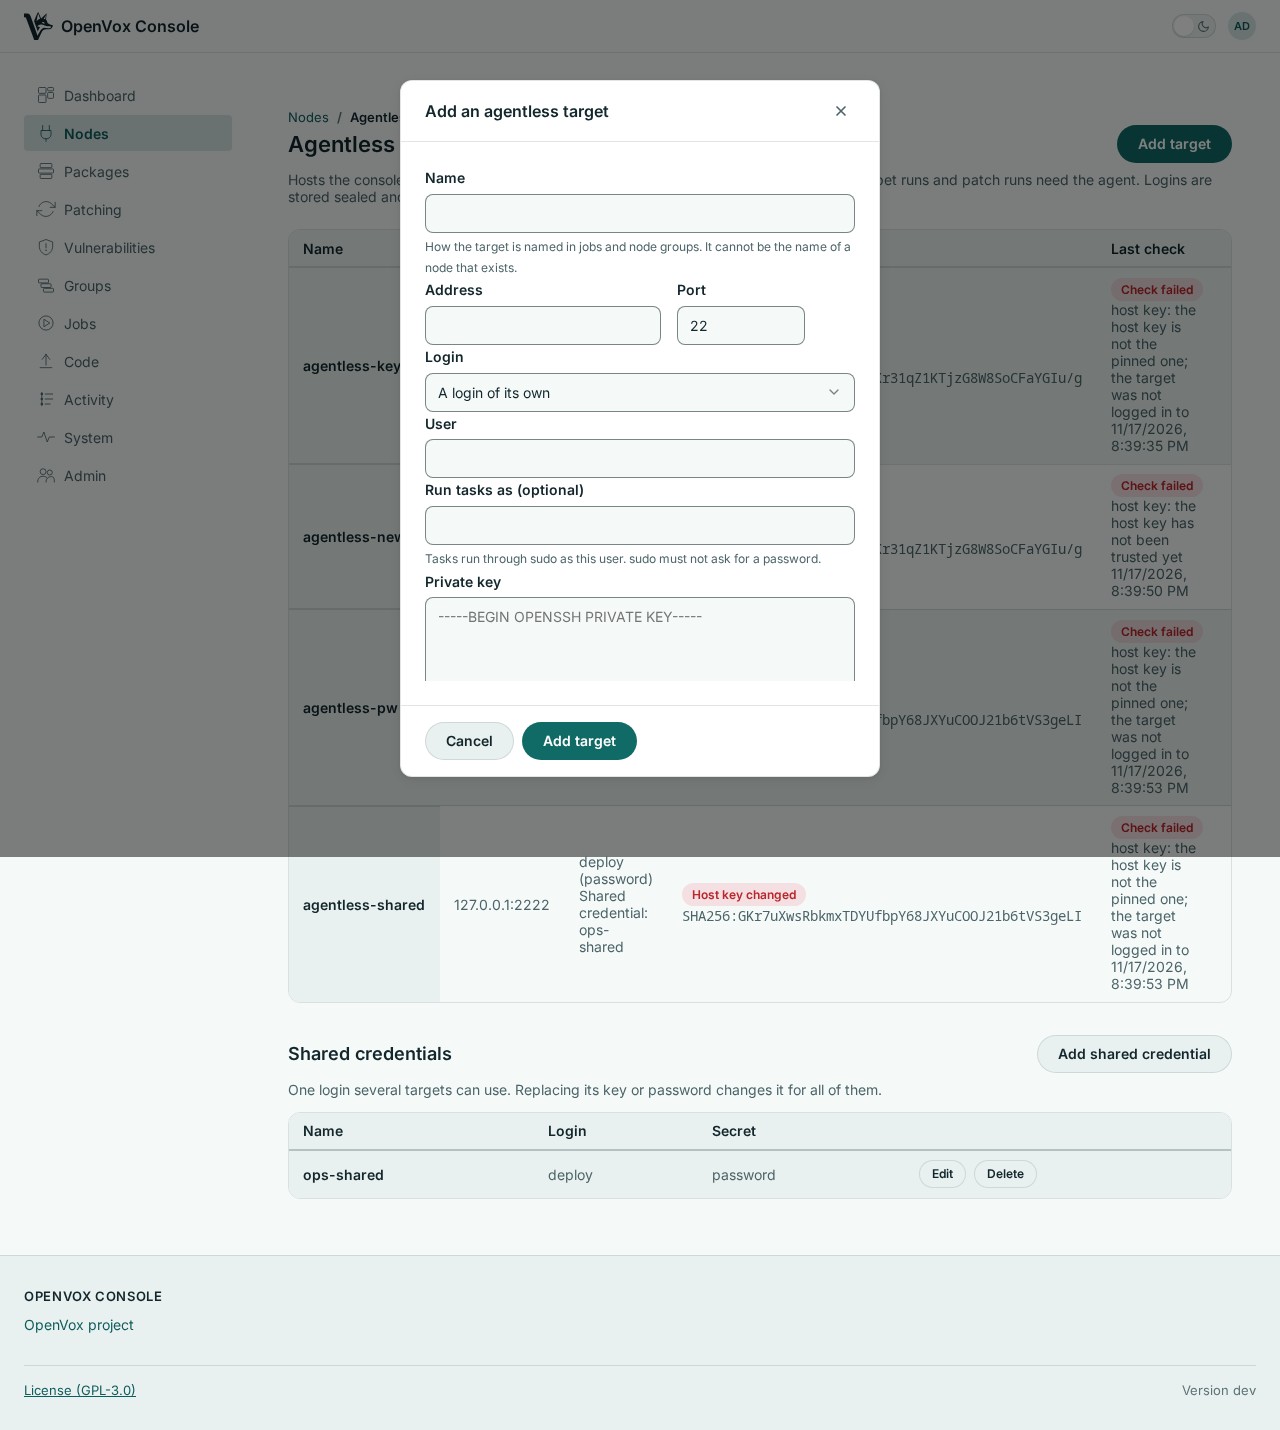 OpenVox Console
AD
Dashboard
Nodes
Packages
Patching
Vulnerabilities
Groups
Jobs
Code
Activity
System
Admin
Nodes / Agentle
Agentless
Add target
Hosts the console
pet runs and patch runs need the agent. Logins are
stored sealed and
Name
Last check
agentless-key
r31qZ1KTjzG8W8SoCFaYGIu/g
Check failed
host key: the
host key is
not the
pinned one;
the target
was not
logged in to
11/17/2026,
8:39:35 PM
agentless-new
r31qZ1KTjzG8W8SoCFaYGIu/g
Check failed
host key: the
host key has
not been
trusted yet
11/17/2026,
8:39:50 PM
agentless-pw
fbpY68JXYuCOOJ21b6tVS3geLI
Check failed
host key: the
host key is
not the
pinned one;
the target
was not
logged in to
11/17/2026,
8:39:53 PM
agentless-shared
127.0.0.1:2222
deploy
(password)
Shared
credential:
ops-
shared
Host key changed
SHA256:GKr7uXwsRbkmxTDYUfbpY68JXYuCOOJ21b6tVS3geLI
Check failed
host key: the
host key is
not the
pinned one;
the target
was not
logged in to
11/17/2026,
8:39:53 PM
Add an agentless target
Name
How the target is named in jobs and node groups. It cannot be the name of a
node that exists.
Address Port
22
Login
A login of its own
User
Run tasks as (optional)
Tasks run through sudo as this user. sudo must not ask for a password.
Private key
-----BEGIN OPENSSH PRIVATE KEY-----
Cancel Add target
Shared credentials
Add shared credential
One login several targets can use. Replacing its key or password changes it for all of them.
Name Login Secret
ops-shared deploy password Edit Delete
OPENVOX CONSOLE
OpenVox project
License (GPL-3.0)
Version dev